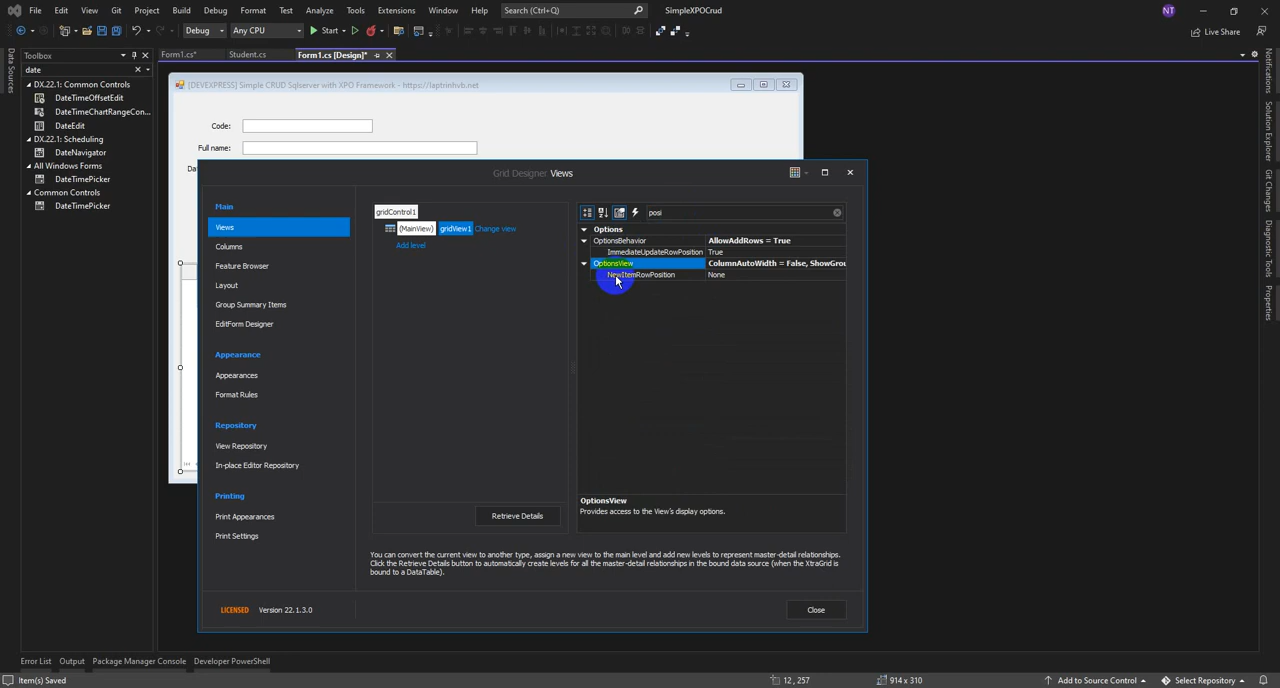 File Edit View Git Project Build Debug Format Test Analyze Tools Extensions Window Help Search (Ctrl+Q) SimpleXPOCrud NT
Debug Any CPU Start Live Share
Data Sources
Toolbox
date
DX.22.1: Common Controls
DateTimeOffsetEdit
DateTimeChartRangeCon...
DateEdit
DX.22.1: Scheduling
DateNavigator
All Windows Forms
DateTimePicker
Common Controls
DateTimePicker
Form1.cs* Student.cs Form1.cs [Design]*
[DEVEXPRESS] Simple CRUD Sqlserver with XPO Framework - https://laptrinhvb.net
Code:
Full name:
Da
Grid Designer Views
Main
Views
Columns
Feature Browser
Layout
Group Summary Items
EditForm Designer
Appearance
Appearances
Format Rules
Repository
View Repository
In-place Editor Repository
Printing
Print Appearances
Print Settings
gridControl1
(MainView) gridView1 Change view
Add level
Retrieve Details
posi
Options
OptionsBehavior AllowAddRows = True
ImmediateUpdateRowPosition True
OptionsView ColumnAutoWidth = False, ShowGrou
NewItemRowPosition None
OptionsView
Provides access to the View's display options.
You can convert the current view to another type, assign a new view to the main level and add new levels to represent master-detail relationships.
Click the Retrieve Details button to automatically create levels for all the master-detail relationships in the bound data source (when the XtraGrid is
bound to a DataTable).
LICENSED Version 22.1.3.0
Close
Notifications
Solution Explorer
Git Changes
Properties
Error List Output Package Manager Console Developer PowerShell
Item(s) Saved 12 , 257 914 x 310 Add to Source Control Select Repository